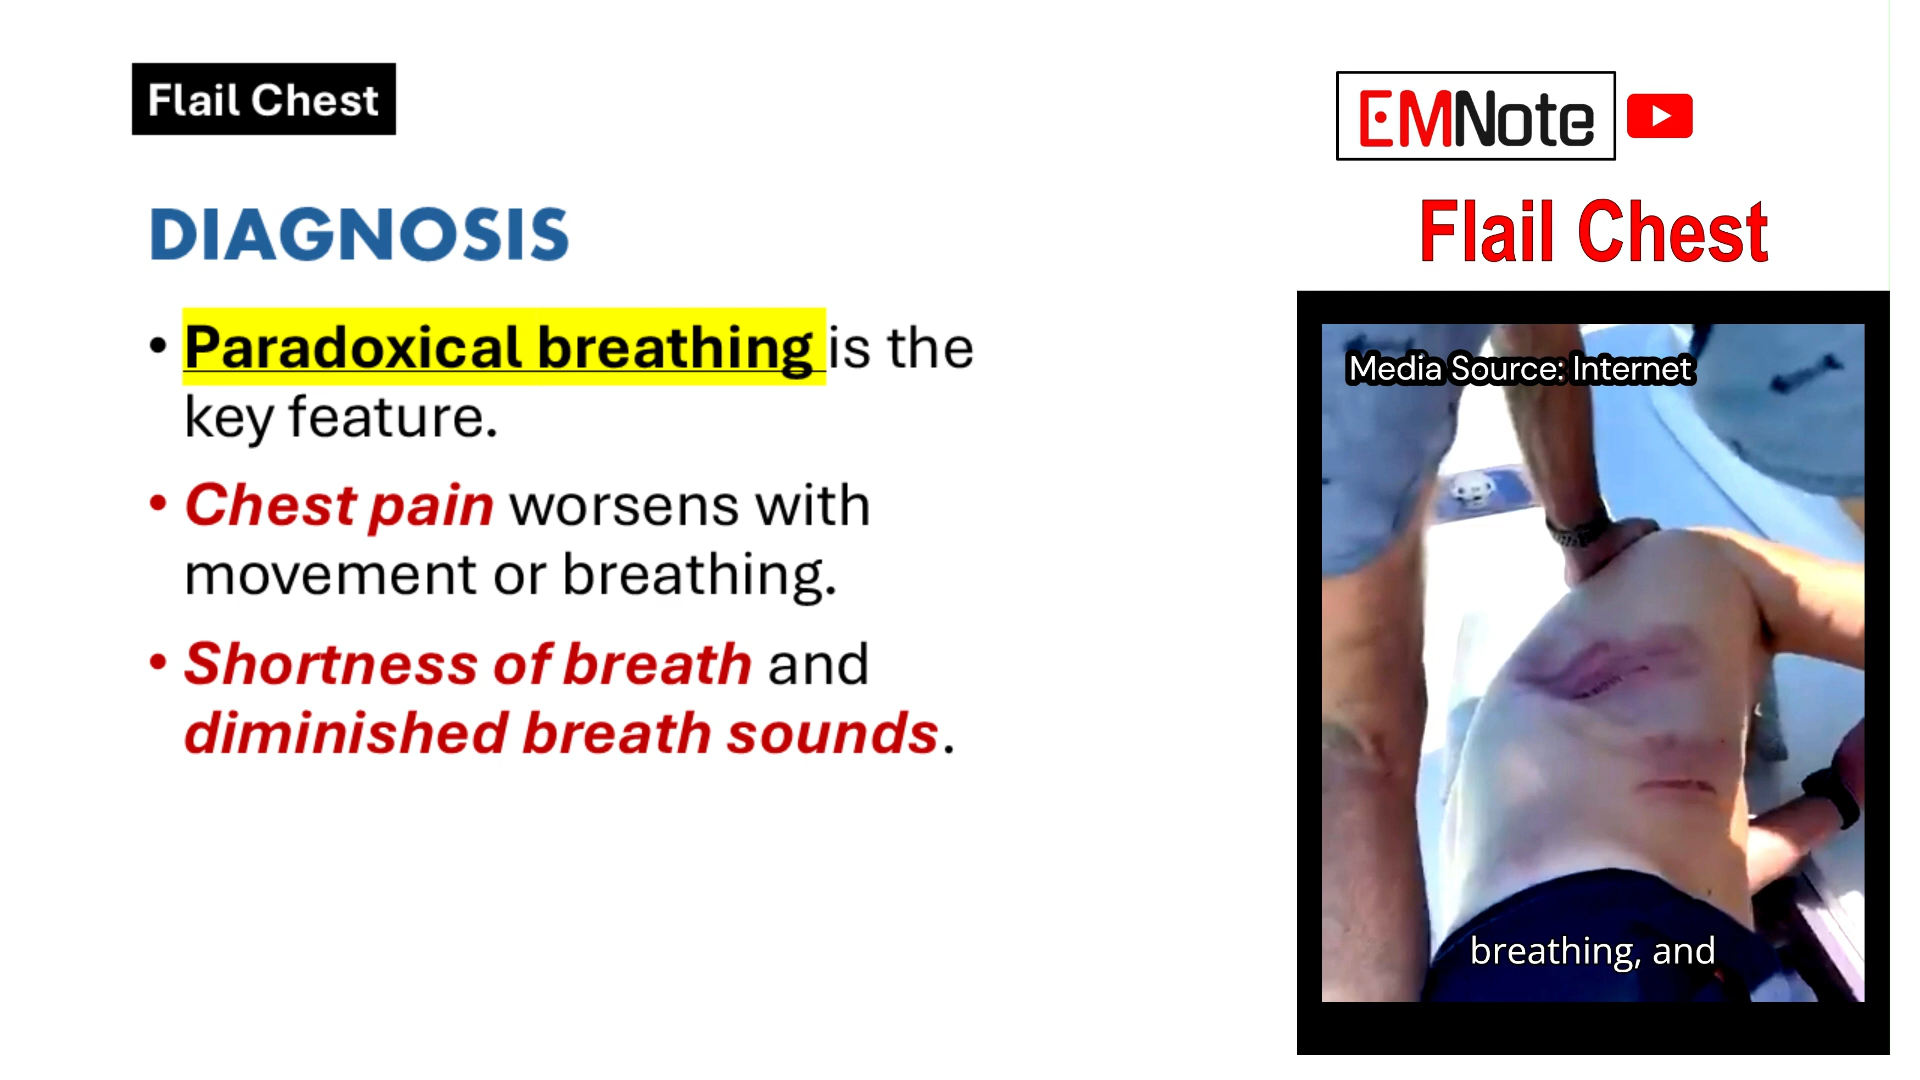 Flail Chest
DIAGNOSIS
• Paradoxical breathing is the
key feature.
• Chest pain worsens with
movement or breathing.
• Shortness of breath and
diminished breath sounds.
EMNote
Flail Chest
Media Source: Internet
breathing, and